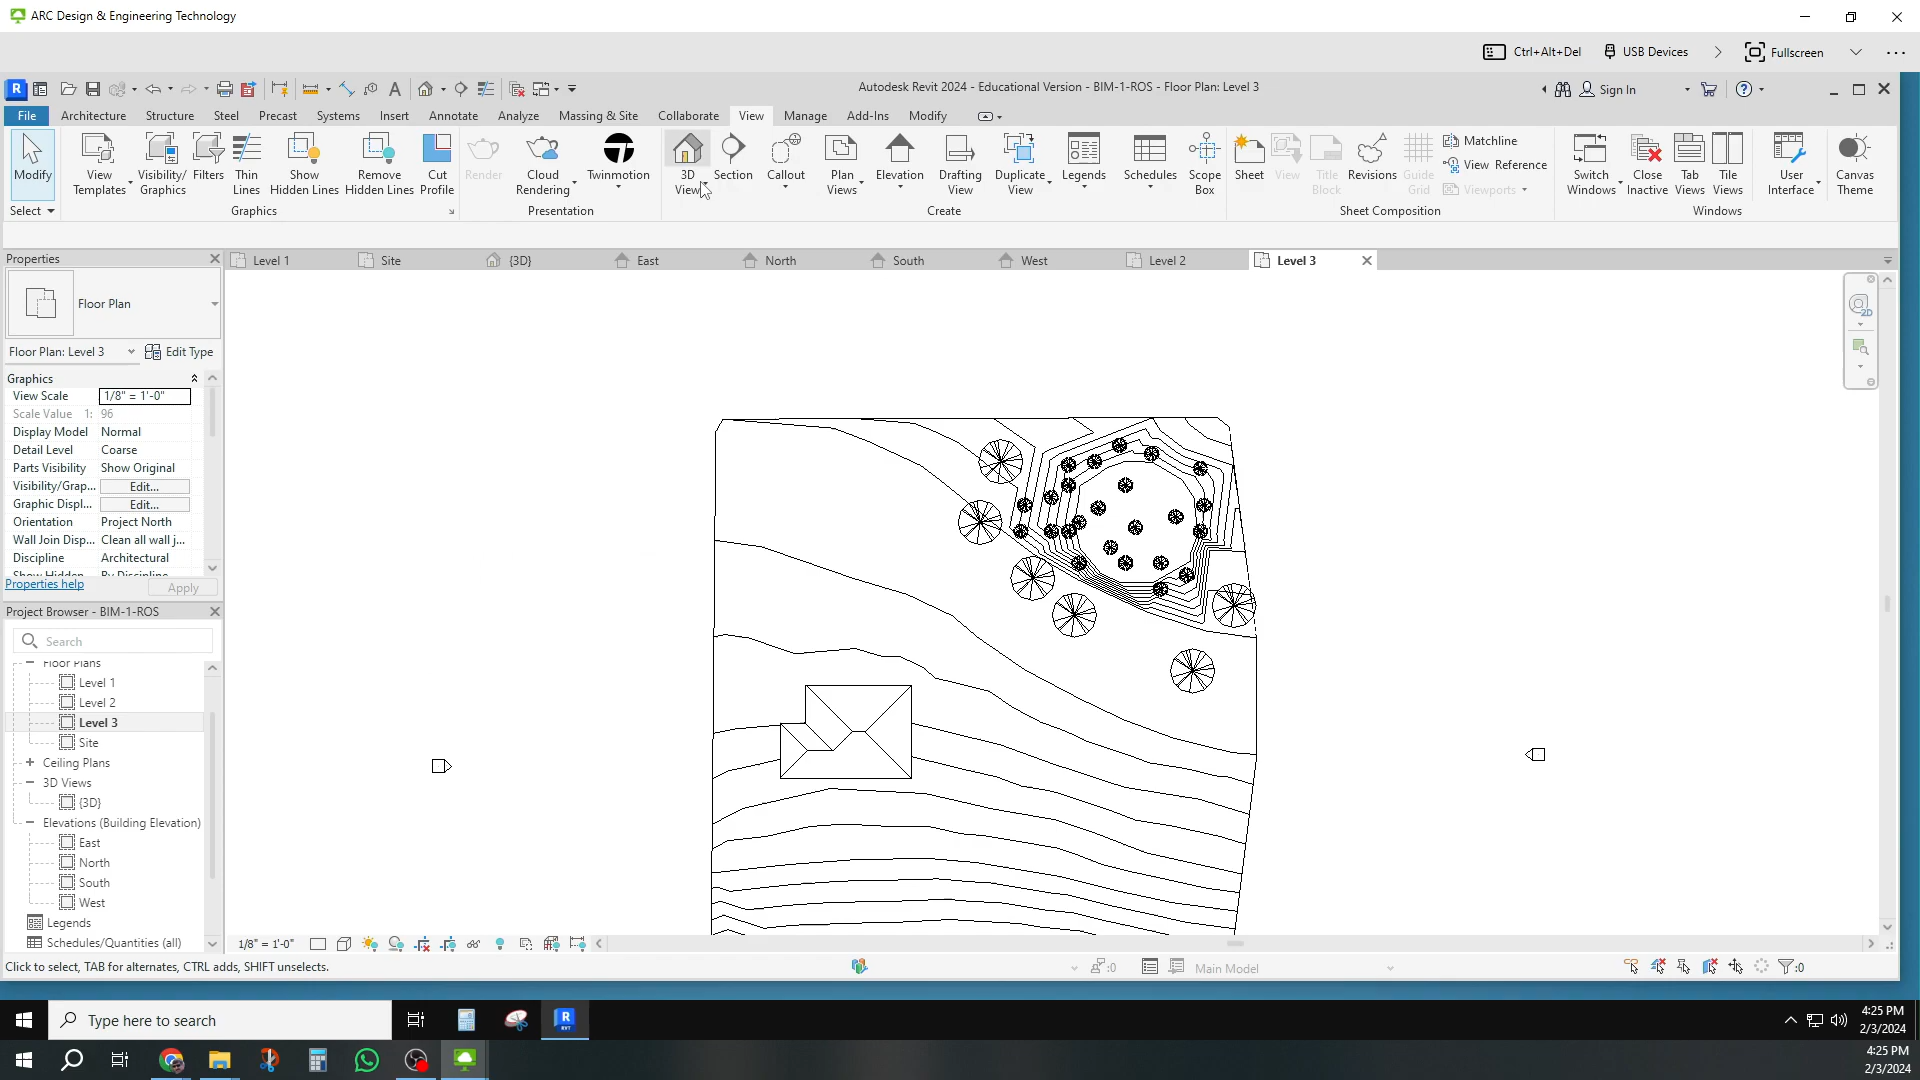 ARC Design & Engineering Technology
Ctrl+Alt+Del
USB Devices
Fullscreen
Autodesk Revit 2024 - Educational Version - BIM-1-ROS - Floor Plan: Level 3
Sign In
File Architecture Structure Steel Precast Systems Insert Annotate Analyze Massing & Site Collaborate View Manage Add-Ins Modify
Modify
View Templates
Visibility/ Graphics
Filters
Thin Lines
Show Hidden Lines
Remove Hidden Lines
Cut Profile
Render
Cloud Rendering
Twinmotion
3D View
Section
Callout
Plan Views
Elevation
Drafting View
Duplicate View
Legends
Schedules
Scope Box
Sheet
View
Title Block
Revisions
Guide Grid
Matchline
View Reference
Viewports
Switch Windows
Close Inactive
Tab Views
Tile Views
User Interface
Canvas Theme
Select
Graphics
Presentation
Create
Sheet Composition
Windows
Properties
Level 1
Site
{3D}
East
North
South
West
Level 2
Level 3
Floor Plan
Floor Plan: Level 3
Edit Type
Graphics
View Scale 1/8" = 1'-0"
Scale Value 1: 96
Display Model Normal
Detail Level Coarse
Parts Visibility Show Original
Visibility/Grap... Edit...
Graphic Displ... Edit...
Orientation Project North
Wall Join Disp... Clean all wall j...
Discipline Architectural
Show Hidden By Discipline
Properties help
Apply
Project Browser - BIM-1-ROS
Search
Floor Plans
Level 1
Level 2
Level 3
Site
Ceiling Plans
3D Views
{3D}
Elevations (Building Elevation)
East
North
South
West
Legends
Schedules/Quantities (all)
2D
1/8" = 1'-0"
Click to select, TAB for alternates, CTRL adds, SHIFT unselects.
:0
Main Model
:0
Type here to search
4:25 PM
2/3/2024
4:25 PM
2/3/2024